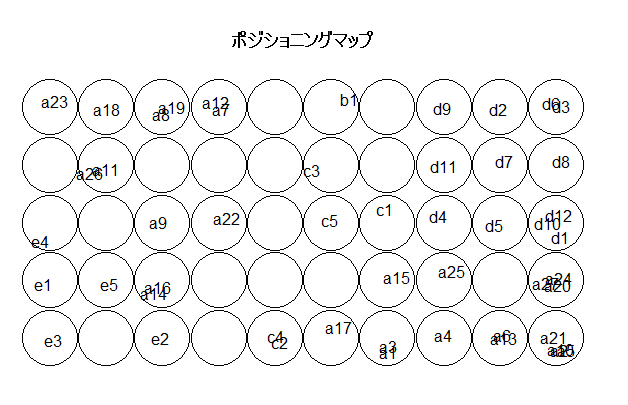 ポジショニングマップ
a23 a18 a19 a8 a12 a7 b1 d9 d2 d3
a26 a11 c3 d11 d7 d8
e4 a9 a22 c5 c1 d4 d5 d10 d12 d1
e1 e5 a16 a14 a15 a25 a24 a20
e3 e2 c4 c2 a17 a3 a1 a4 a6 a13 a21